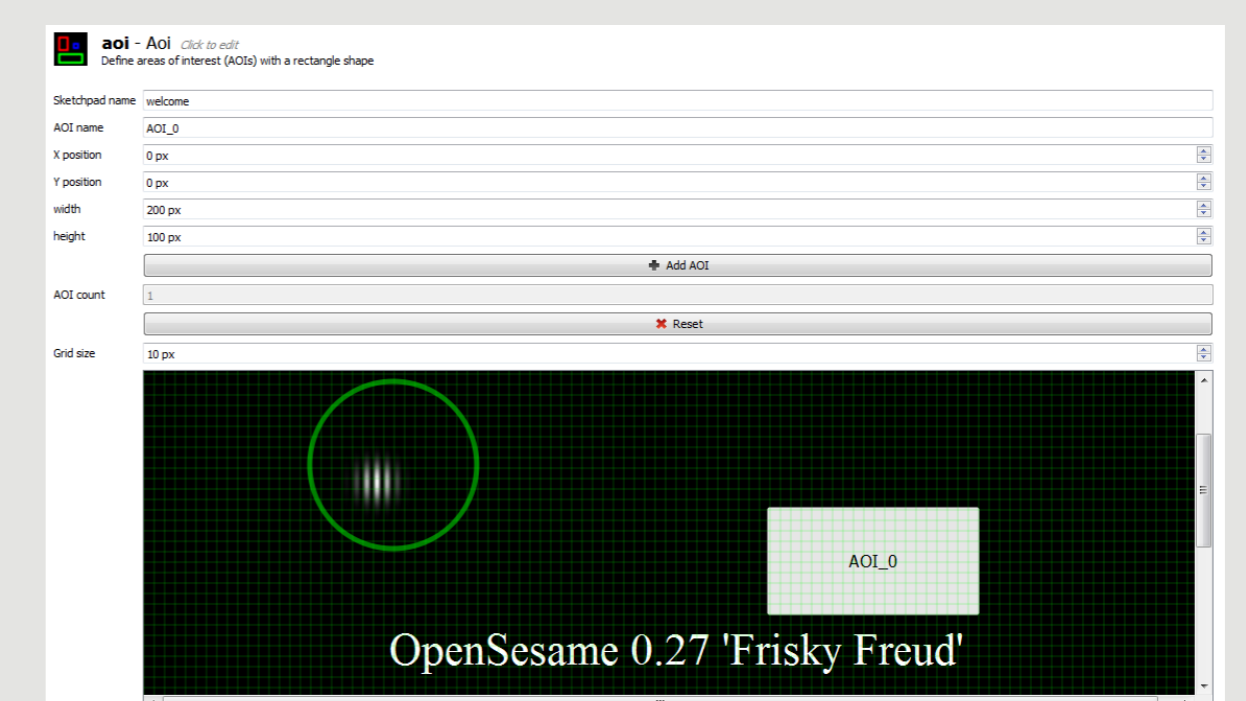 aoi - Aoi Click to edit
Define areas of interest (AOIs) with a rectangle shape
Sketchpad name welcome
AOI name AOI_0
X position 0 px
Y position 0 px
width 200 px
height 100 px
Add AOI
AOI count 1
Reset
Grid size 10 px
AOI_0
OpenSesame 0.27 'Frisky Freud'